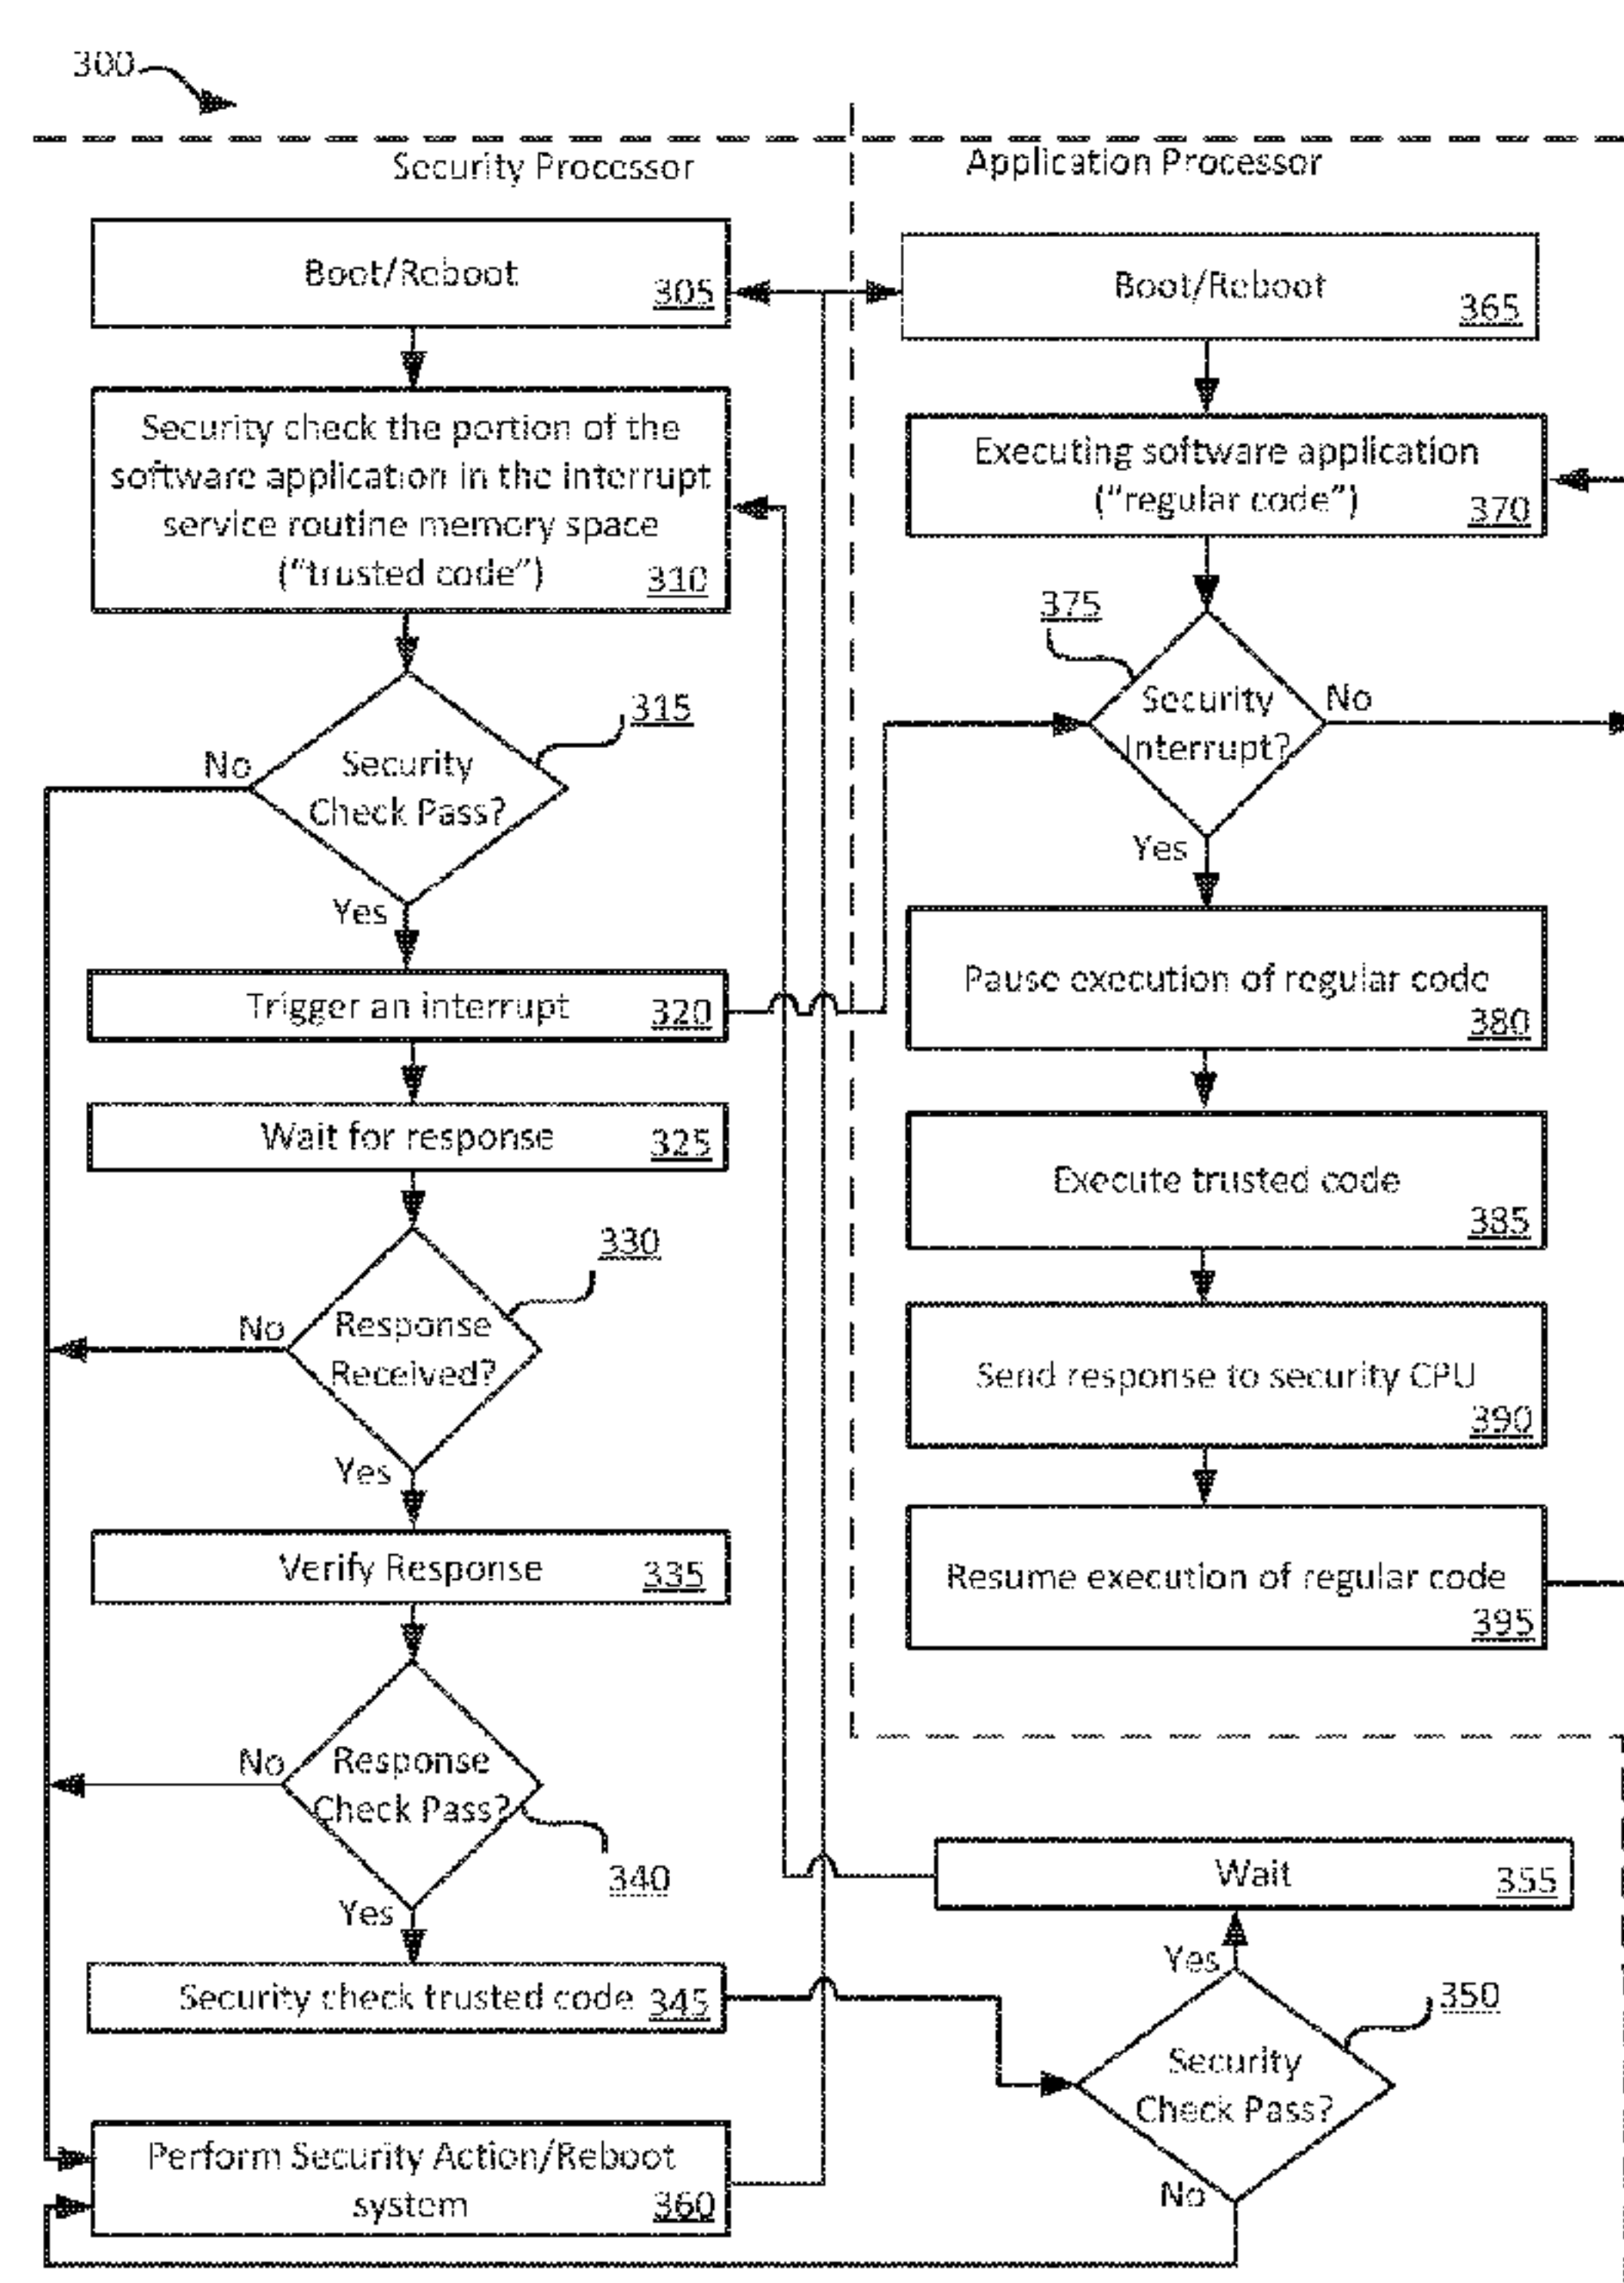 300
Security Processor
Boot/Reboot
305
Security check the portion of the
software application in the interrupt
service routine memory space
("trusted code")
310
315
No
Security
Check Pass?
Yes
Trigger an interrupt
320
Wait for response
325
330
No
Response
Received?
Yes
Verify Response
335
No
Response
Check Pass?
340
Yes
Security check trusted code 345
Perform Security Action/Reboot
system
360
Application Processor
Boot/Reboot
365
Executing software application
("regular code")
370
375
Security
Interrupt?
No
Yes
Pause execution of regular code
380
Execute trusted code
385
Send response to security CPU
390
Resume execution of regular code
395
Wait
355
Yes
350
Security
Check Pass?
No